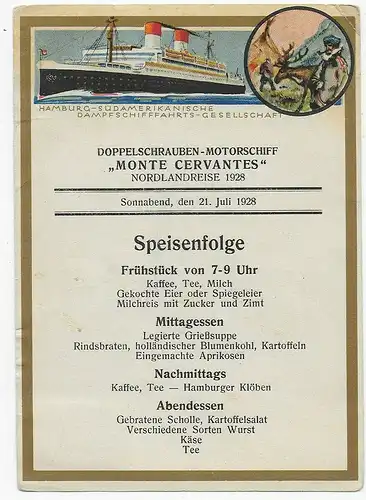 HAMBURG-SÜDAMERIKANISCHE
DAMPFSCHIFFFAHRTS-GESELLSCHAFT
DOPPELSCHRAUBEN-MOTORSCHIFF
„MONTE CERVANTES"
NORDLANDREISE 1928
Sonnabend, den 21. Juli 1928
Speisenfolge
Frühstück von 7-9 Uhr
Kaffee, Tee, Milch
Gekochte Eier oder Spiegeleier
Milchreis mit Zucker und Zimt
Mittagessen
Legierte Grießsuppe
Rindsbraten, holländischer Blumenkohl, Kartoffeln
Eingemachte Aprikosen
Nachmittags
Kaffee, Tee — Hamburger Klöben
Abendessen
Gebratene Scholle, Kartoffelsalat
Verschiedene Sorten Wurst
Käse
Tee